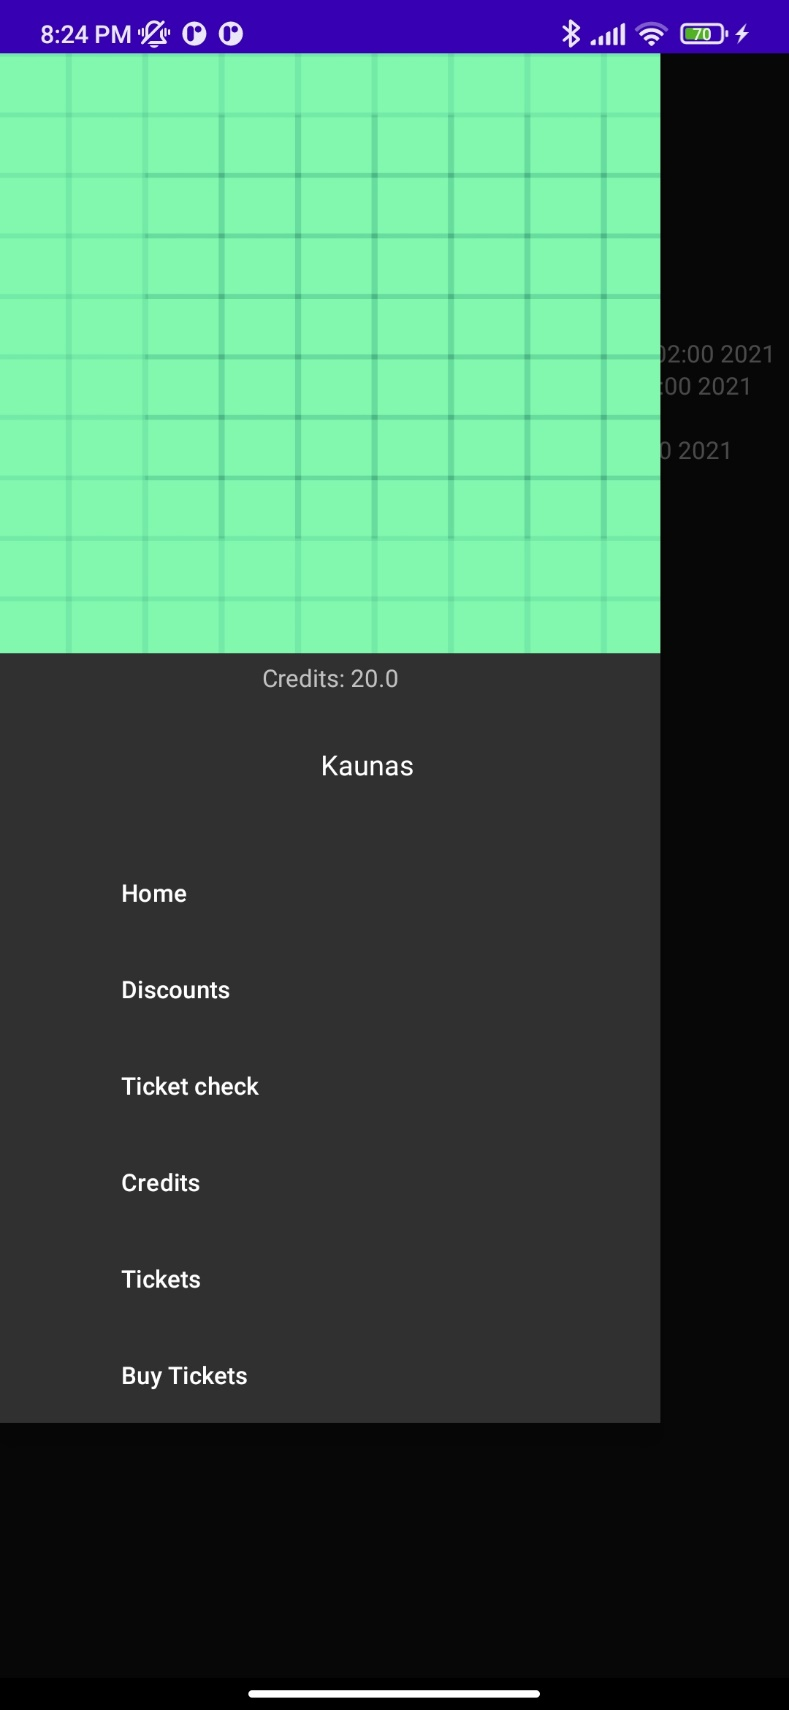 8:24 PM
70
02:00 2021
:00 2021
0 2021
Credits: 20.0
Kaunas
Home
Discounts
Ticket check
Credits
Tickets
Buy Tickets